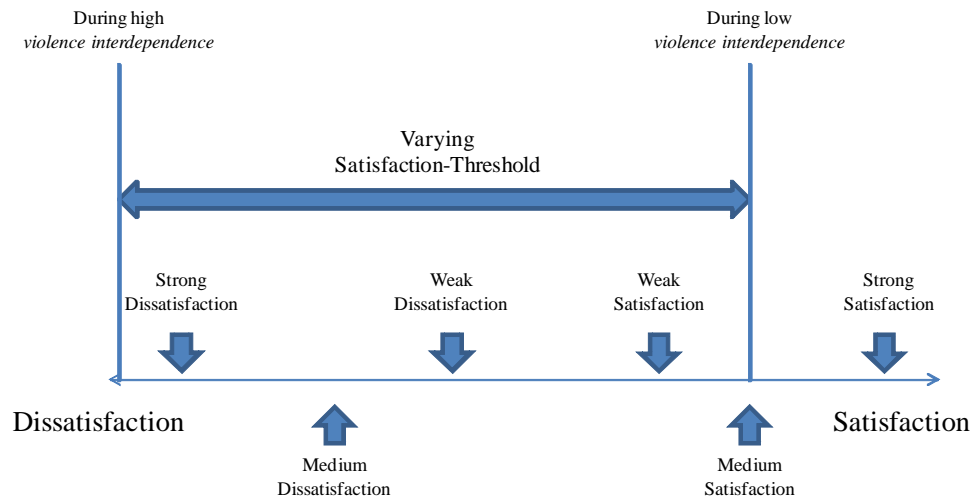 During high
violence interdependence
During low
violence interdependence
Varying
Satisfaction-Threshold
Strong
Dissatisfaction
Weak
Dissatisfaction
Weak
Satisfaction
Strong
Satisfaction
Dissatisfaction
Satisfaction
Medium
Dissatisfaction
Medium
Satisfaction